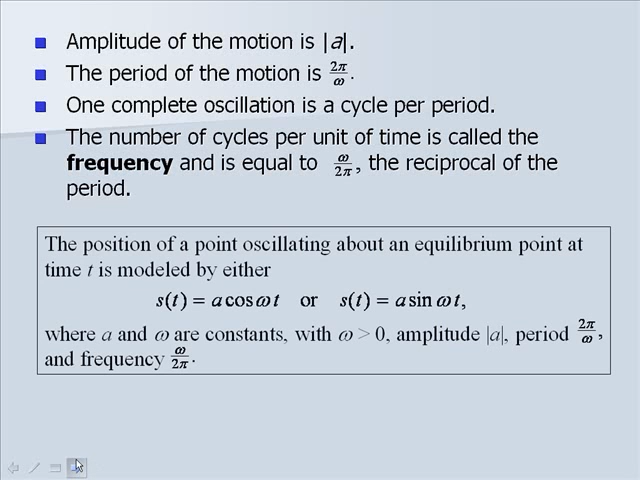 Amplitude of the motion is |a|.
The period of the motion is 2π/ω.
One complete oscillation is a cycle per period.
The number of cycles per unit of time is called the
frequency and is equal to ω/2π, the reciprocal of the
period.
The position of a point oscillating about an equilibrium point at
time t is modeled by either
s(t) = a cos ω t or s(t) = a sin ω t,
where a and ω are constants, with ω > 0, amplitude |a|, period 2π/ω,
and frequency ω/2π.